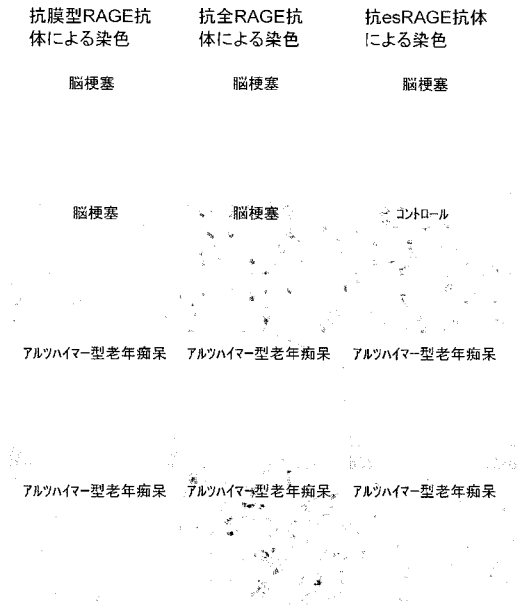 抗膜型RAGE抗 抗全RAGE抗 抗esRAGE抗体
体による染色 体による染色 による染色
脳梗塞 脳梗塞 脳梗塞
脳梗塞 脳梗塞 コントロール
アルツハイマー型老年痴呆 アルツハイマー型老年痴呆 アルツハイマー型老年痴呆
アルツハイマー型老年痴呆 アルツハイマー型老年痴呆 アルツハイマー型老年痴呆